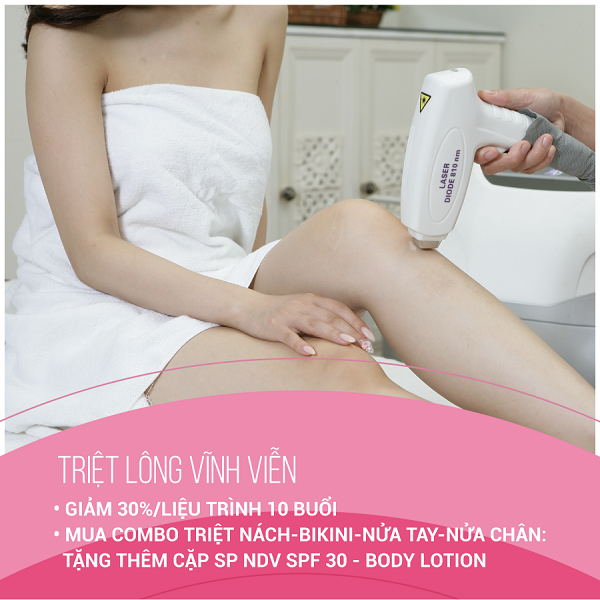 LASER
DIODE 810 nm
TRIỆT LÔNG VĨNH VIỄN
• GIẢM 30%/LIỆU TRÌNH 10 BUỔI
• MUA COMBO TRIỆT NÁCH-BIKINI-NỬA TAY-NỬA CHÂN:
TẶNG THÊM CẶP SP NDV SPF 30 - BODY LOTION